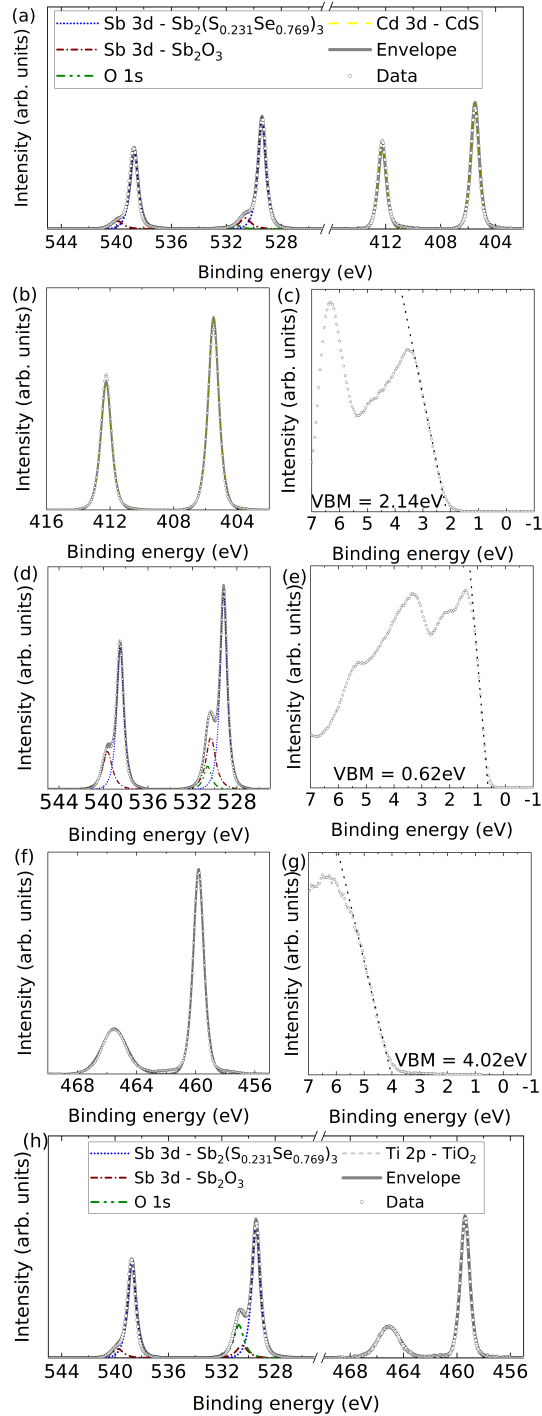 (a)
Sb 3d - Sb2(S0.231Se0.769)3
Cd 3d - CdS
Sb 3d - Sb2O3
Envelope
O 1s
Data
Intensity (arb. units)
544 540 536 532 528 412 408 404
Binding energy (eV)
(b)
Intensity (arb. units)
416 412 408 404
Binding energy (eV)
(c)
Intensity (arb. units)
VBM = 2.14eV
7 6 5 4 3 2 1 0 -1
Binding energy (eV)
(d)
Intensity (arb. units)
544 540 536 532 528
Binding energy (eV)
(e)
Intensity (arb. units)
VBM = 0.62eV
7 6 5 4 3 2 1 0 -1
Binding energy (eV)
(f)
Intensity (arb. units)
468 464 460 456
Binding energy (eV)
(g)
Intensity (arb. units)
VBM = 4.02eV
7 6 5 4 3 2 1 0 -1
Binding energy (eV)
(h)
Sb 3d - Sb2(S0.231Se0.769)3
Ti 2p - TiO2
Sb 3d - Sb2O3
Envelope
O 1s
Data
Intensity (arb. units)
544 540 536 532 528 468 464 460 456
Binding energy (eV)